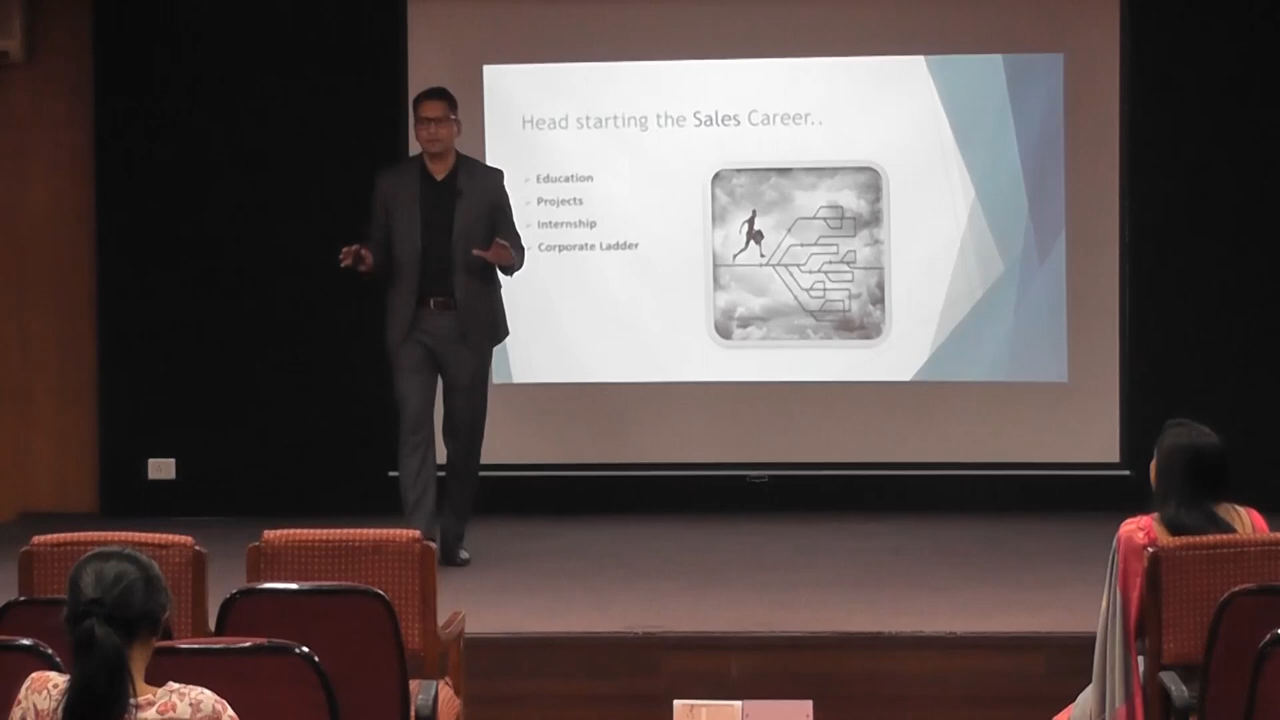 Head starting the Sales Career..
Education
Projects
Internship
Corporate Ladder